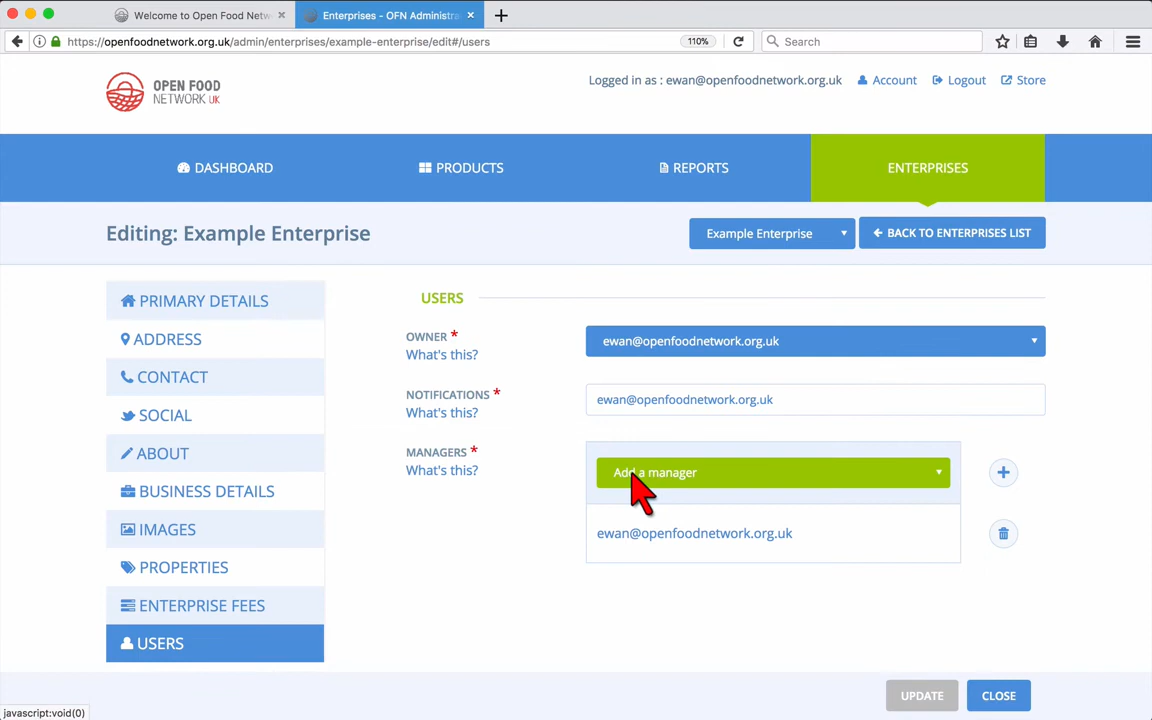 Welcome to Open Food Netw
Enterprises - OFN Administra
https://openfoodnetwork.org.uk/admin/enterprises/example-enterprise/edit#/users
110%
Search
OPEN FOOD
NETWORK UK
Logged in as : ewan@openfoodnetwork.org.uk
Account
Logout
Store
DASHBOARD
PRODUCTS
REPORTS
ENTERPRISES
Editing: Example Enterprise
Example Enterprise
BACK TO ENTERPRISES LIST
PRIMARY DETAILS
ADDRESS
CONTACT
SOCIAL
ABOUT
BUSINESS DETAILS
IMAGES
PROPERTIES
ENTERPRISE FEES
USERS
USERS
OWNER *
What's this?
ewan@openfoodnetwork.org.uk
NOTIFICATIONS *
What's this?
ewan@openfoodnetwork.org.uk
MANAGERS *
What's this?
Add a manager
ewan@openfoodnetwork.org.uk
UPDATE
CLOSE
javascript:void(0)